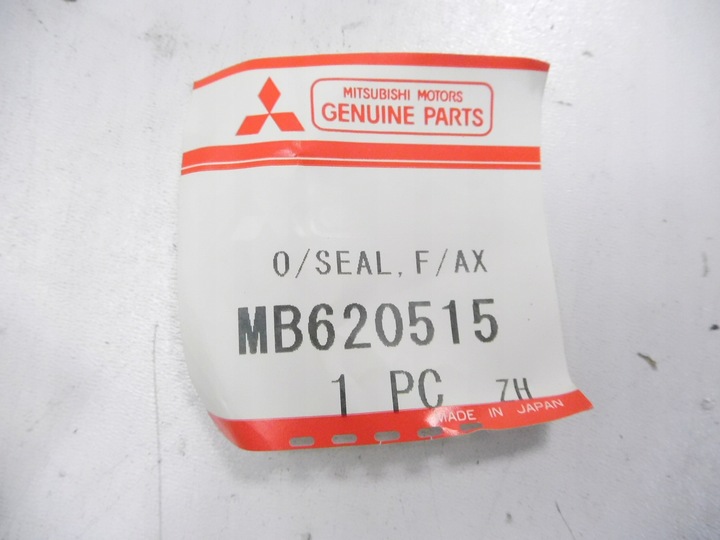 MITSUBISHI MOTORS
GENUINE PARTS
O/SEAL, F/AX
MB620515
1 PC ZH
MADE IN JAPAN